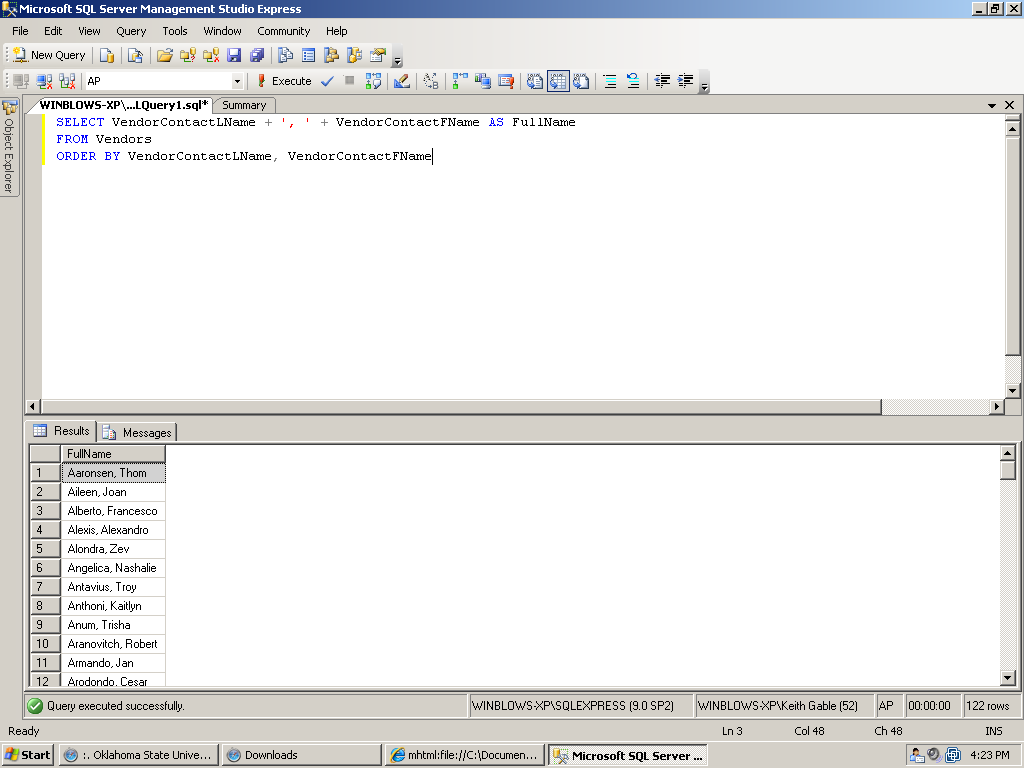 Microsoft SQL Server Management Studio Express
File Edit View Query Tools Window Community Help
New Query
AP Execute
WINBLOWS-XP\...LQuery1.sql* Summary
Object Explorer
SELECT VendorContactLName + ', ' + VendorContactFName AS FullName
FROM Vendors
ORDER BY VendorContactLName, VendorContactFName
Results Messages
FullName
1 Aaronsen, Thom
2 Aileen, Joan
3 Alberto, Francesco
4 Alexis, Alexandro
5 Alondra, Zev
6 Angelica, Nashalie
7 Antavius, Troy
8 Anthoni, Kaitlyn
9 Anum, Trisha
10 Aranovitch, Robert
11 Armando, Jan
12 Arodondo, Cesar
Query executed successfully. WINBLOWS-XP\SQLEXPRESS (9.0 SP2) WINBLOWS-XP\Keith Gable (52) AP 00:00:00 122 rows
Ready Ln 3 Col 48 Ch 48 INS
Start :. Oklahoma State Unive... Downloads mhtml:file://C:\Documen... Microsoft SQL Server ... 4:23 PM